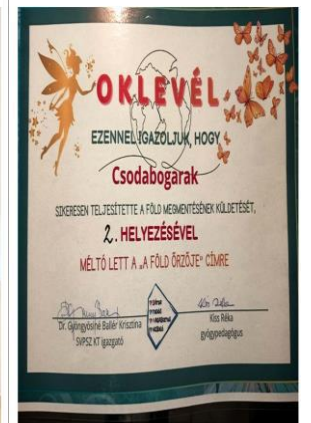 OKLEVÉL
EZENNEL IGAZOLJUK, HOGY
Csodabogarak
SIKERESEN TELJESÍTETTE A FÖLD MEGMENTÉSÉNEK KÜLDETÉSÉT,
2. HELYEZÉSÉVEL
MÉLTÓ LETT A „A FÖLD ŐRZŐJE" CÍMRE
Dr. Gyöngyösiné Ballér Krisztina
SVPSZ KT igazgató
Kiss Réka
gyógypedagógus